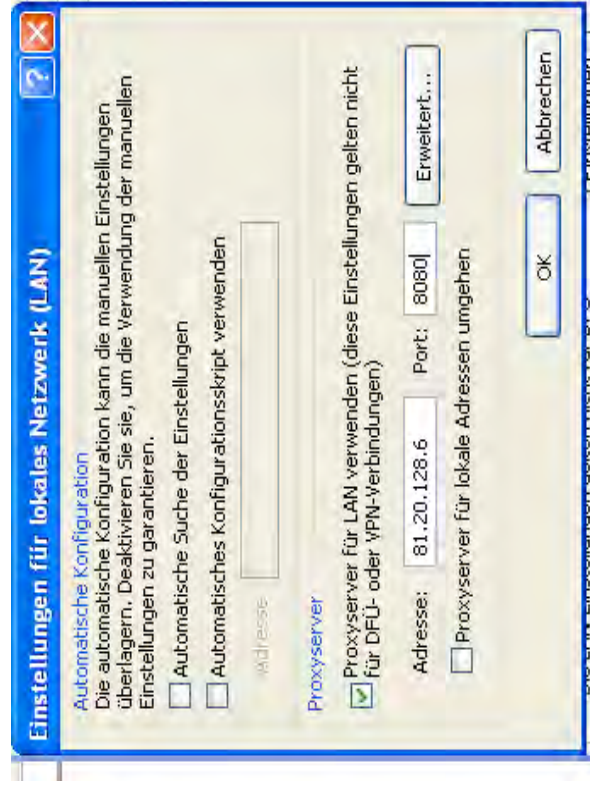 Einstellungen für lokales Netzwerk (LAN)
Automatische Konfiguration
Die automatische Konfiguration kann die manuellen Einstellungen
überlagern. Deaktivieren Sie sie, um die Verwendung der manuellen
Einstellungen zu garantieren.
Automatische Suche der Einstellungen
Automatisches Konfigurationsskript verwenden
Adresse
Proxyserver
Proxyserver für LAN verwenden (diese Einstellungen gelten nicht
für DFÜ- oder VPN-Verbindungen)
Adresse: 81.20.128.6 Port: 8080 Erweitert...
Proxyserver für lokale Adressen umgehen
OK Abbrechen